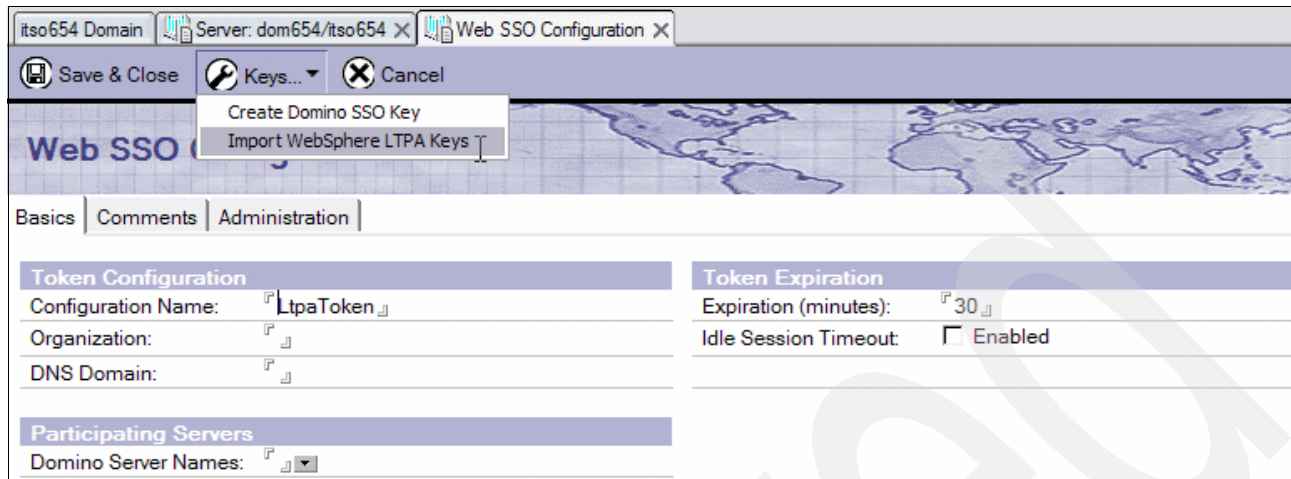 itso654 Domain Server: dom654/itso654 Web SSO Configuration
Save & Close Keys... Cancel
Create Domino SSO Key
Import WebSphere LTPA Keys
Web SSO
Basics Comments Administration
Token Configuration Token Expiration
Configuration Name: LtpaToken Expiration (minutes): 30
Organization: Idle Session Timeout: Enabled
DNS Domain:
Participating Servers
Domino Server Names: